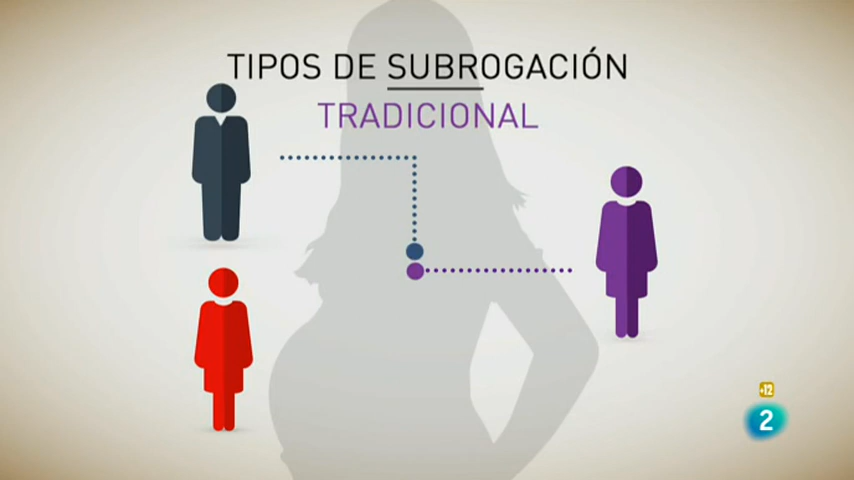 TIPOS DE SUBROGACIÓN
TRADICIONAL
+12
2